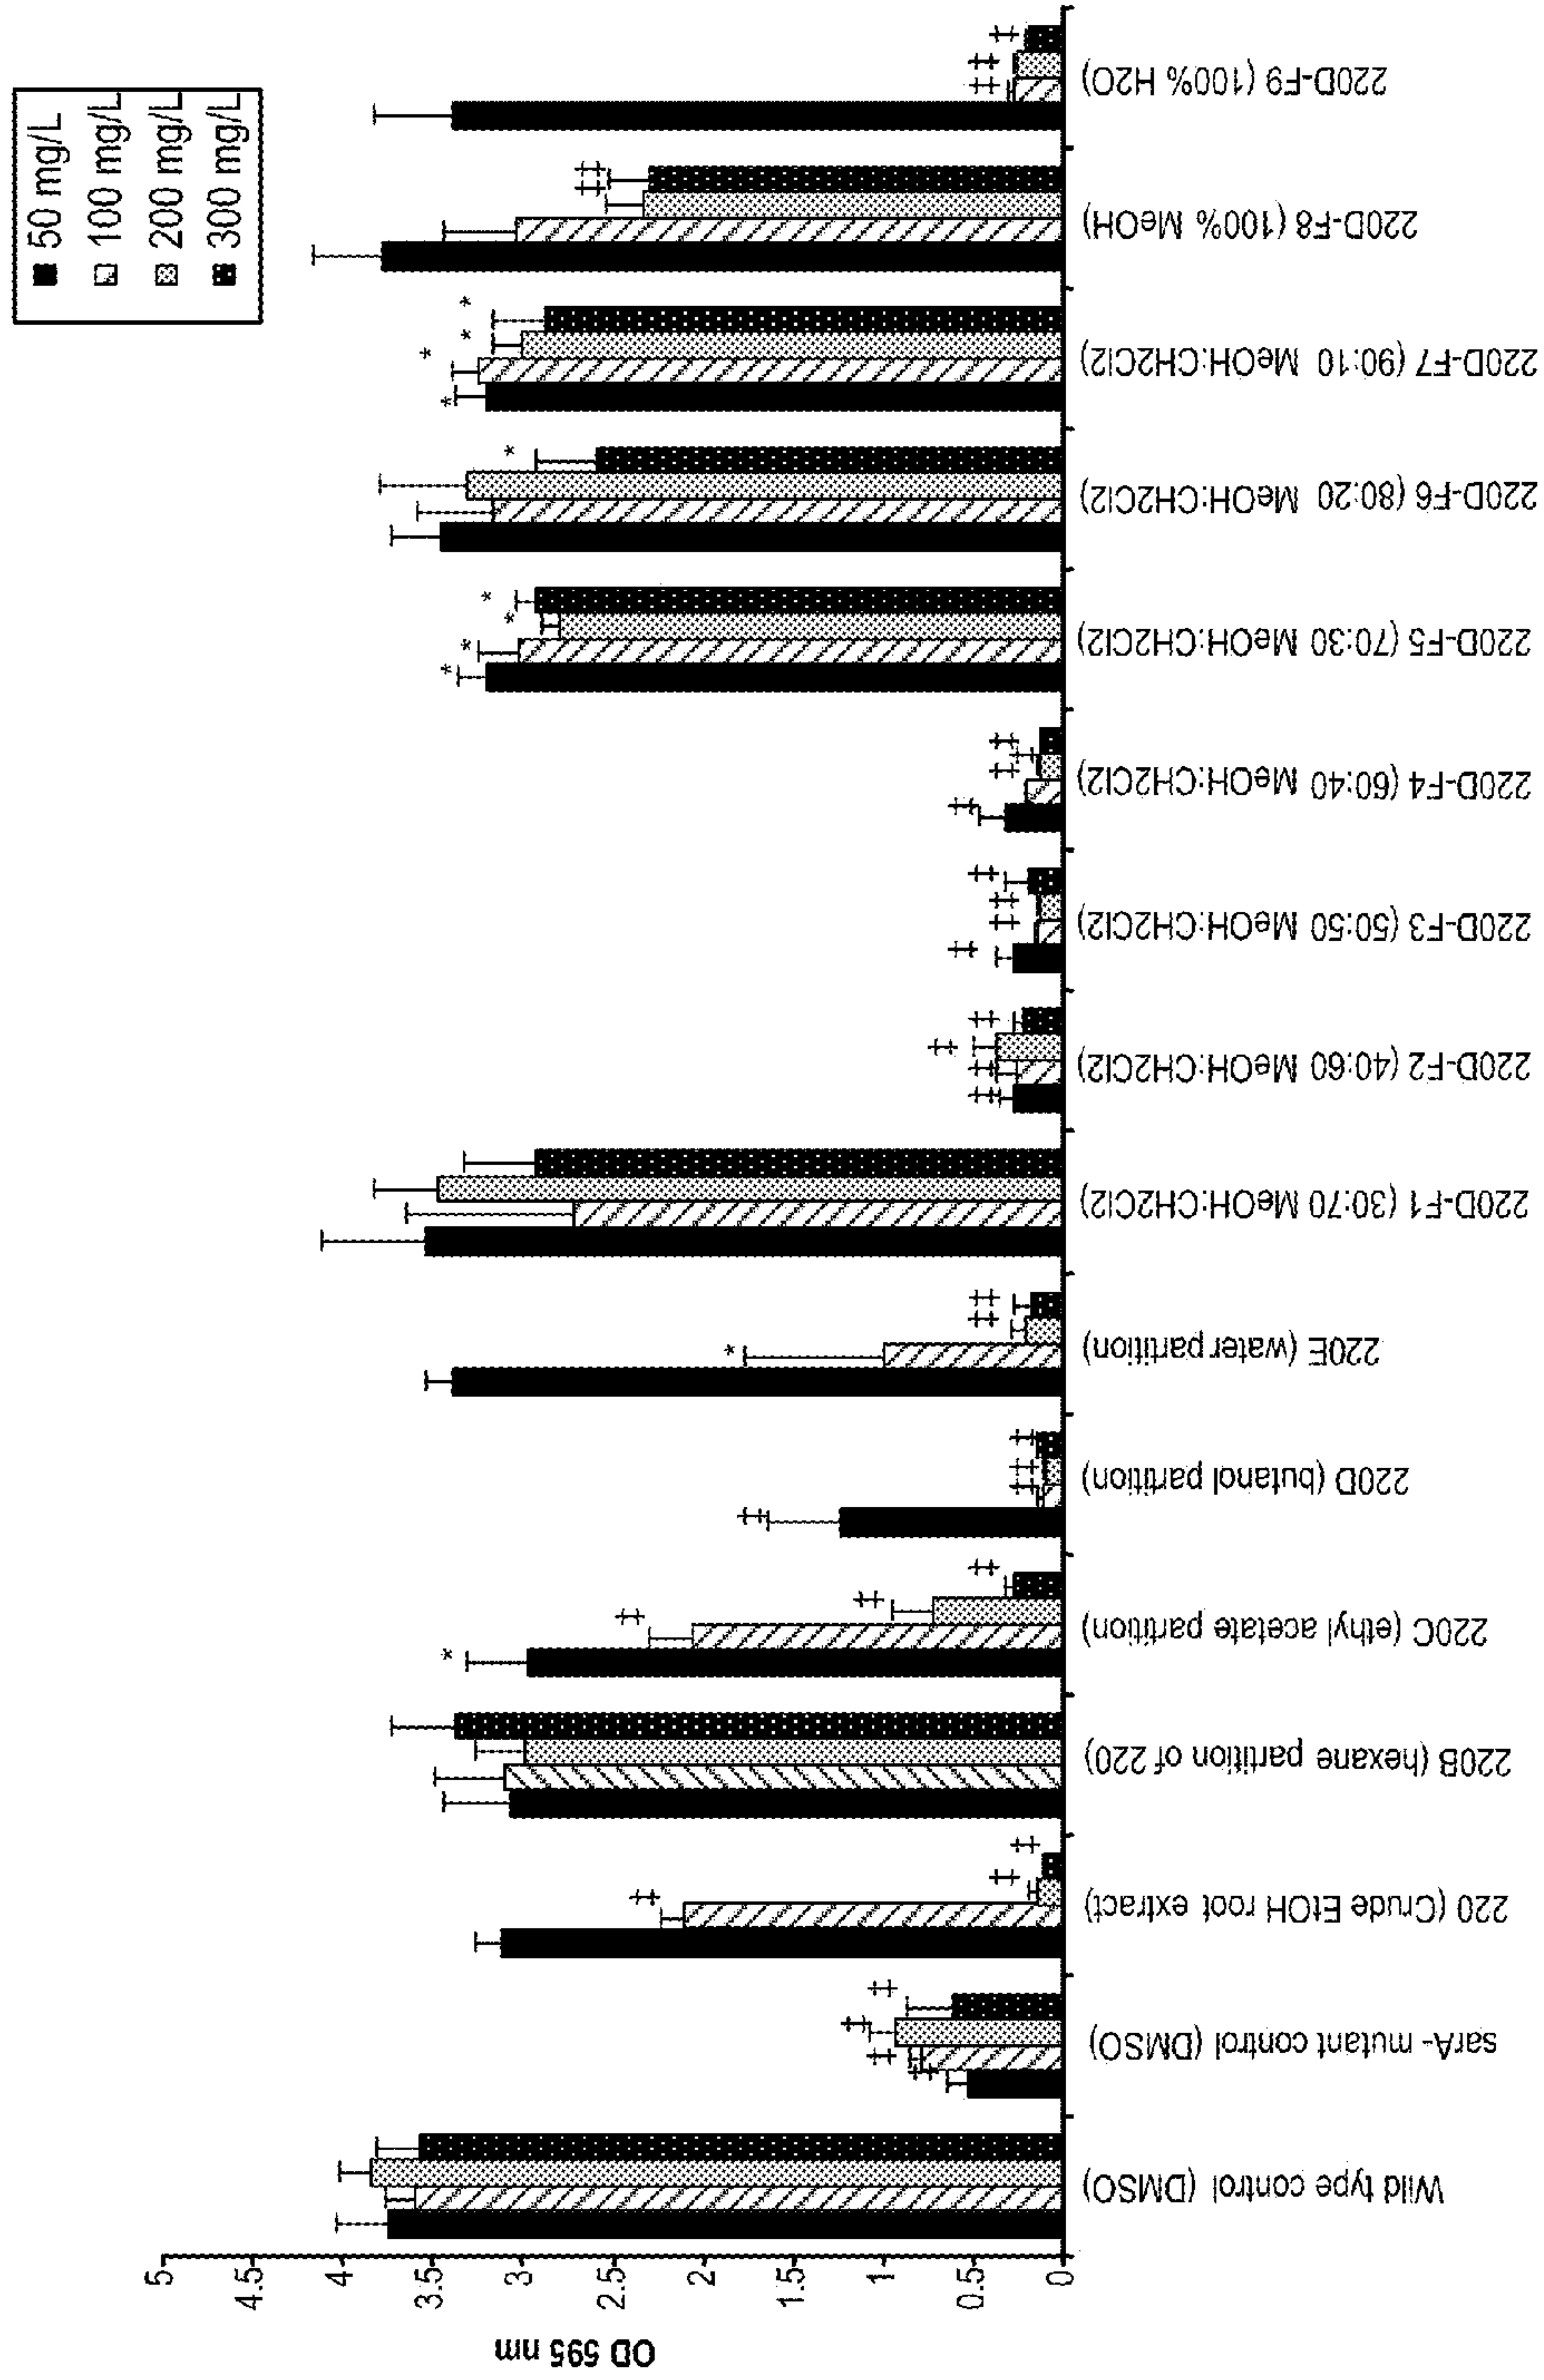 50 mg/L
100 mg/L
200 mg/L
300 mg/L
OD 595 nm
5
4.5
4
3.5
3
2.5
2
1.5
1
0.5
0
Wild type control (DMSO)
sarA- mutant control (DMSO)
220 (Crude EtOH root extract)
220B (hexane partition of 220)
220C (ethyl acetate partition)
220D (butanol partition)
220E (water partition)
220D-F1 (30:70 MeOH:CH2Cl2)
220D-F2 (40:60 MeOH:CH2Cl2)
220D-F3 (50:50 MeOH:CH2Cl2)
220D-F4 (60:40 MeOH:CH2Cl2)
220D-F5 (70:30 MeOH:CH2Cl2)
220D-F6 (80:20 MeOH:CH2Cl2)
220D-F7 (90:10 MeOH:CH2Cl2)
220D-F8 (100% MeOH)
220D-F9 (100% H2O)